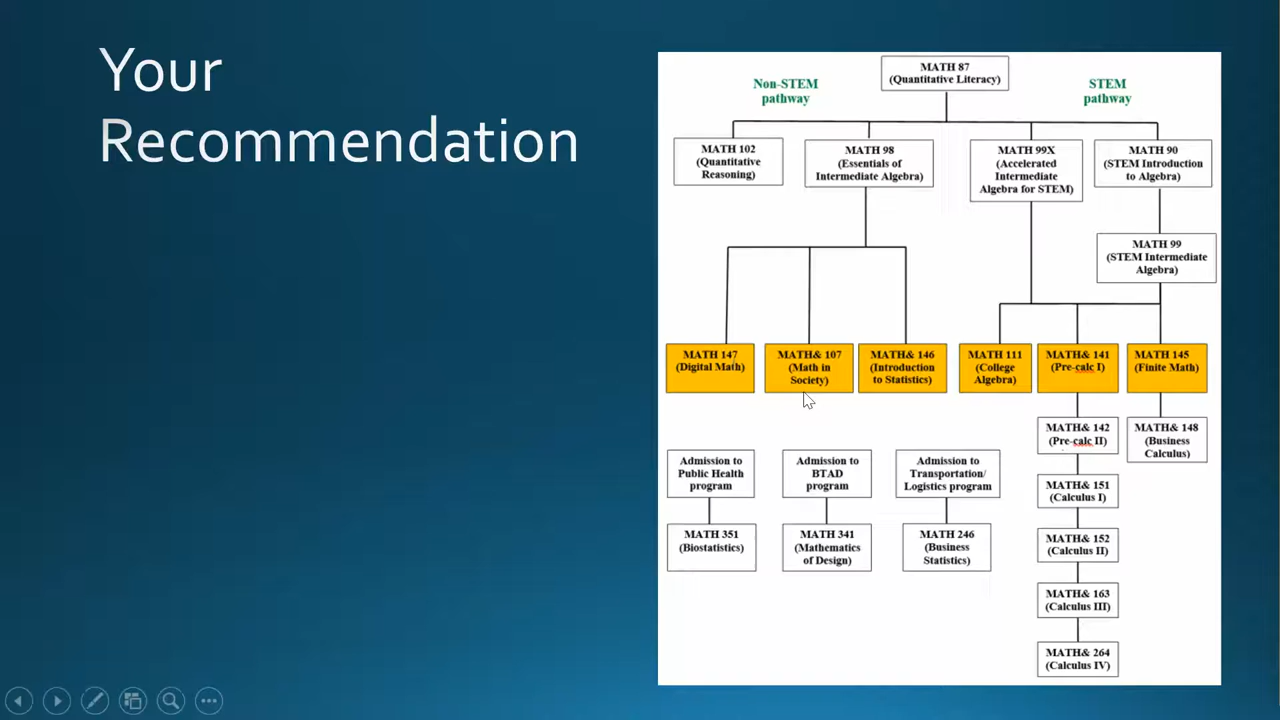 Your
Recommendation
MATH 87
(Quantitative Literacy)
Non-STEM
pathway
STEM
pathway
MATH 102
(Quantitative
Reasoning)
MATH 98
(Essentials of
Intermediate Algebra)
MATH 99X
(Accelerated
Intermediate
Algebra for STEM)
MATH 90
(STEM Introduction
to Algebra)
MATH 99
(STEM Intermediate
Algebra)
MATH 147
(Digital Math)
MATH& 107
(Math in
Society)
MATH& 146
(Introduction
to Statistics)
MATH 111
(College
Algebra)
MATH& 141
(Pre-calc I)
MATH 145
(Finite Math)
MATH& 142
(Pre-calc II)
MATH& 148
(Business
Calculus)
Admission to
Public Health
program
Admission to
BTAD
program
Admission to
Transportation/
Logistics program
MATH& 151
(Calculus I)
MATH 351
(Biostatistics)
MATH 341
(Mathematics
of Design)
MATH 246
(Business
Statistics)
MATH& 152
(Calculus II)
MATH& 163
(Calculus III)
MATH& 264
(Calculus IV)